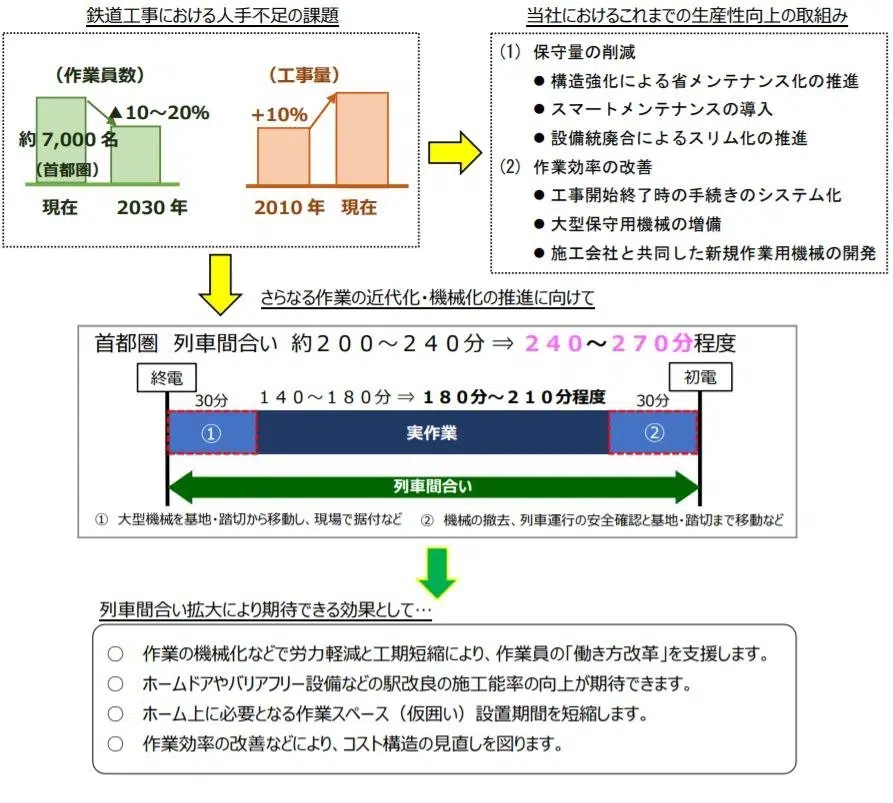 鉄道工事における人手不足の課題
（作業員数）
▲10～20%
約7,000名
（首都圏）
現在
2030年
（工事量）
+10%
2010年
現在
当社におけるこれまでの生産性向上の取組み
(1) 保守量の削減
● 構造強化による省メンテナンス化の推進
● スマートメンテナンスの導入
● 設備統廃合によるスリム化の推進
(2) 作業効率の改善
● 工事開始終了時の手続きのシステム化
● 大型保守用機械の増備
● 施工会社と共同した新規作業用機械の開発
さらなる作業の近代化・機械化の推進に向けて
首都圏 列車間合い 約２００～２４０分 ⇒ ２４０～２７０分程度
終電
初電
30分
１４０～１８０分 ⇒ １８０分～２１０分程度
30分
①
実作業
②
列車間合い
① 大型機械を基地・踏切から移動し、現場で据付など
② 機械の撤去、列車運行の安全確認と基地・踏切まで移動など
列車間合い拡大により期待できる効果として…
○ 作業の機械化などで労力軽減と工期短縮により、作業員の「働き方改革」を支援します。
○ ホームドアやバリアフリー設備などの駅改良の施工能率の向上が期待できます。
○ ホーム上に必要となる作業スペース（仮囲い）設置期間を短縮します。
○ 作業効率の改善などにより、コスト構造の見直しを図ります。